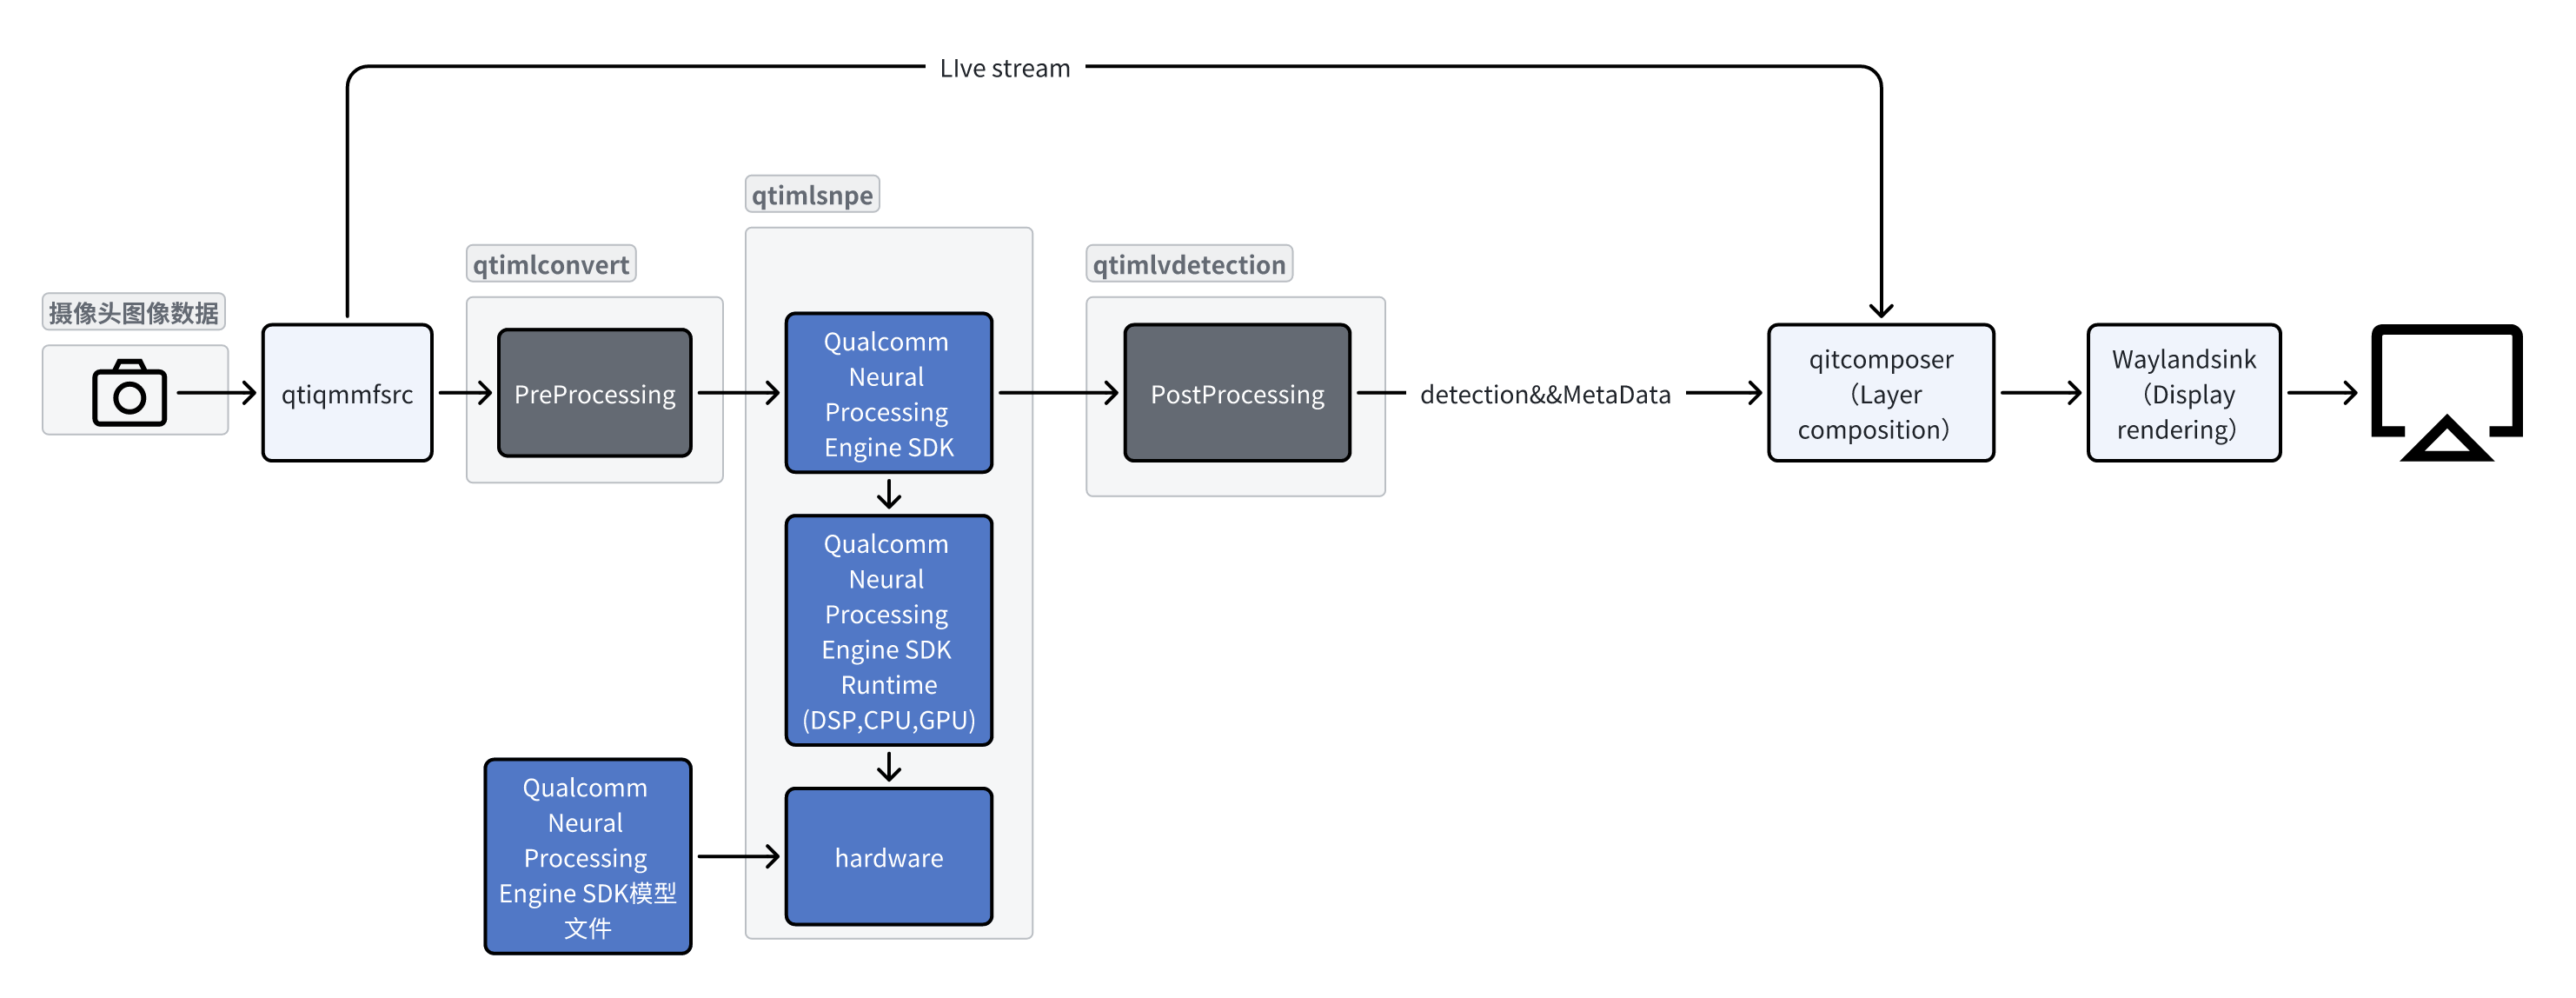 LIve stream
qtimlsnpe
qtimlconvert
qtimlvdetection
摄像头图像数据
qtiqmmfsrc
PreProcessing
Qualcomm
Neural
Processing
Engine SDK
PostProcessing
detection&&MetaData
qitcomposer
（Layer
composition）
Waylandsink
（Display
rendering）
Qualcomm
Neural
Processing
Engine SDK
Runtime
(DSP,CPU,GPU)
Qualcomm
Neural
Processing
Engine SDK模型
文件
hardware